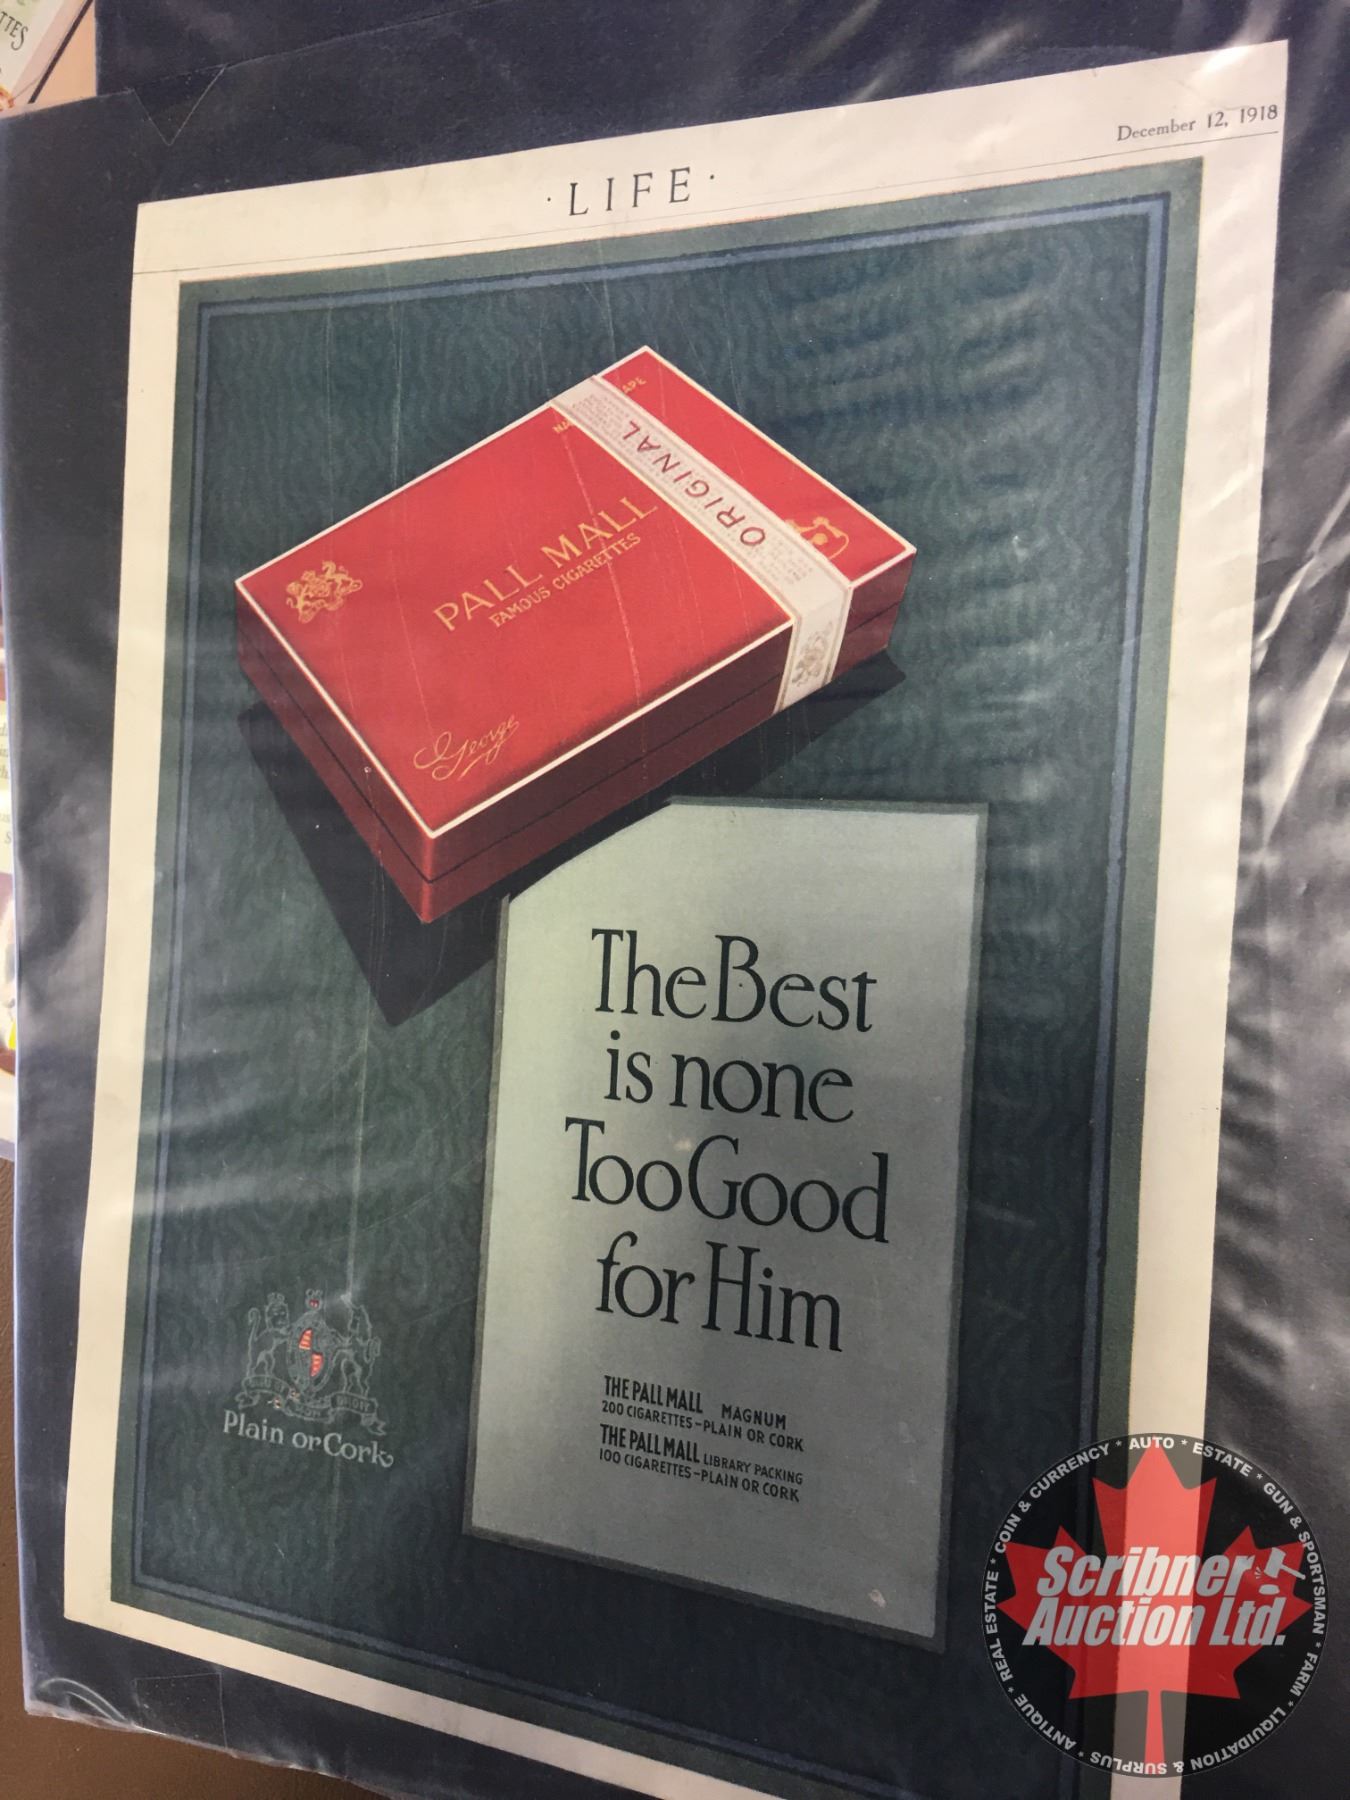 TTES
December 12, 1918
· LIFE ·
ORIGINAL
PALL MALL
FAMOUS CIGARETTES
George
The Best
is none
Too Good
for Him
THE PALL MALL MAGNUM
200 CIGARETTES–PLAIN OR CORK
THE PALL MALL LIBRARY PACKING
100 CIGARETTES–PLAIN OR CORK
Plain or Cork
Scribner
Auction Ltd.
COIN & CURRENCY * AUTO * ESTATE * GUN & SPORTSMAN * FARM * LIQUIDATION & SURPLUS * ANTIQUE * REAL ESTATE *